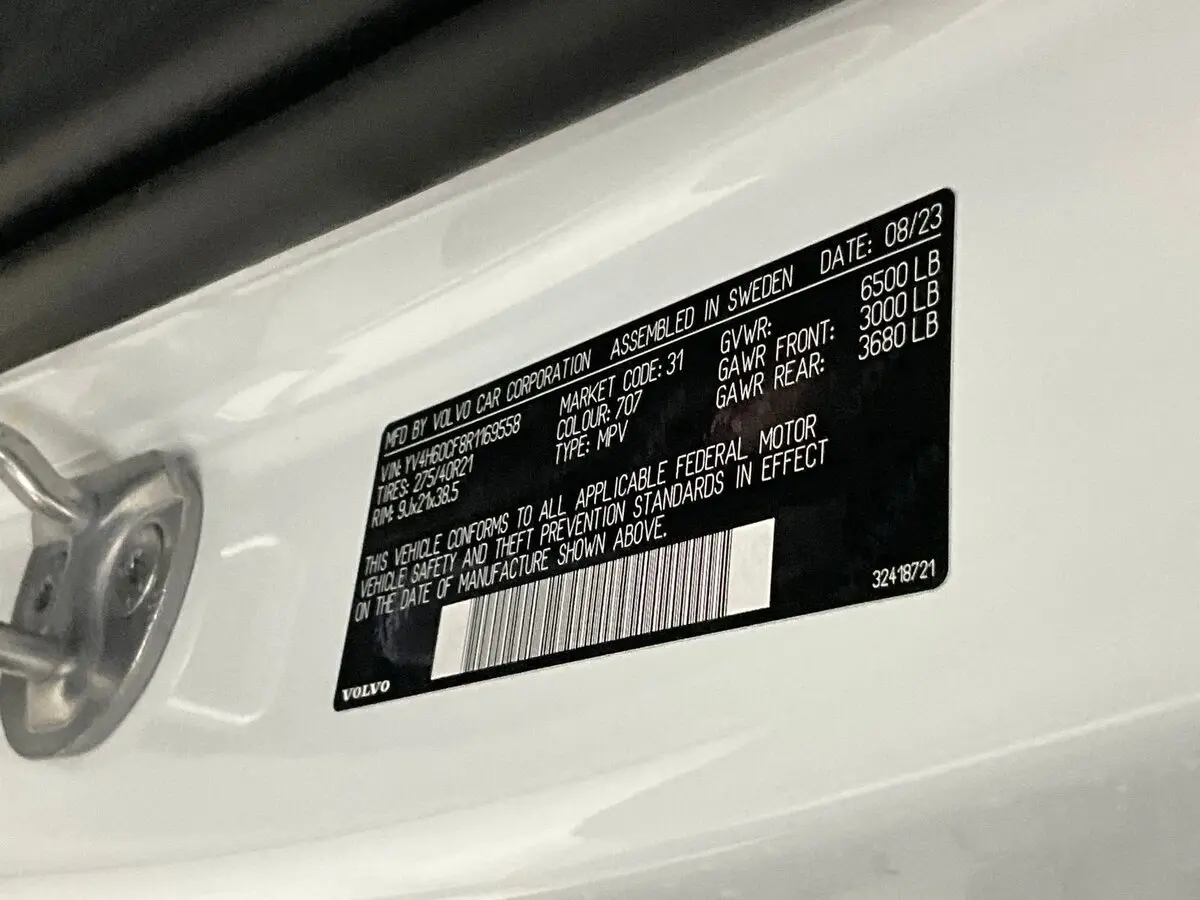 MFD BY VOLVO CAR CORPORATION ASSEMBLED IN SWEDEN DATE: 08/23
VIN: YV4H60CF8R1169558 MARKET CODE: 31 GVWR: 6500 LB
TIRES: 275/40R21 COLOUR: 707 GAWR FRONT: 3000 LB
RIM: 9Jx21x38.5 TYPE: MPV GAWR REAR: 3680 LB
THIS VEHICLE CONFORMS TO ALL APPLICABLE FEDERAL MOTOR
VEHICLE SAFETY AND THEFT PREVENTION STANDARDS IN EFFECT
ON THE DATE OF MANUFACTURE SHOWN ABOVE.
32418721
VOLVO